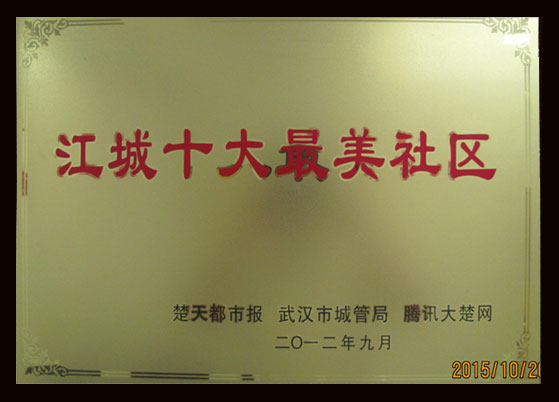 江城十大最美社区
楚天都市报 武汉市城管局 腾讯大楚网
二〇一二年九月
2015/10/2